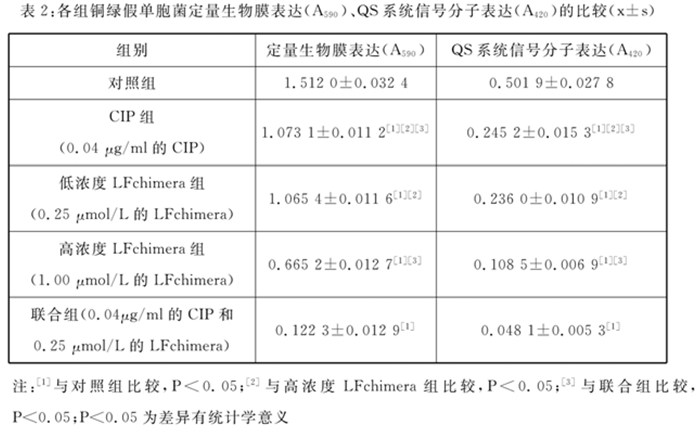 表2:各组铜绿假单胞菌定量生物膜表达(A590)、QS系统信号分子表达(A420)的比较(x±s)
组别 定量生物膜表达(A590) QS系统信号分子表达(A420)
对照组 1.512 0±0.032 4 0.501 9±0.027 8
CIP组
(0.04 μg/ml的CIP) 1.073 1±0.011 2[1][2][3] 0.245 2±0.015 3[1][2][3]
低浓度LFchimera组
(0.25 μmol/L的LFchimera) 1.065 4±0.011 6[1][2] 0.236 0±0.010 9[1][2]
高浓度LFchimera组
(1.00 μmol/L的LFchimera) 0.665 2±0.012 7[1][3] 0.108 5±0.006 9[1][3]
联合组(0.04μg/ml的CIP和
0.25 μmol/L的LFchimera) 0.122 3±0.012 9[1] 0.048 1±0.005 3[1]
注:[1]与对照组比较,P<0.05;[2]与高浓度LFchimera组比较,P<0.05;[3]与联合组比较,
P<0.05;P<0.05为差异有统计学意义